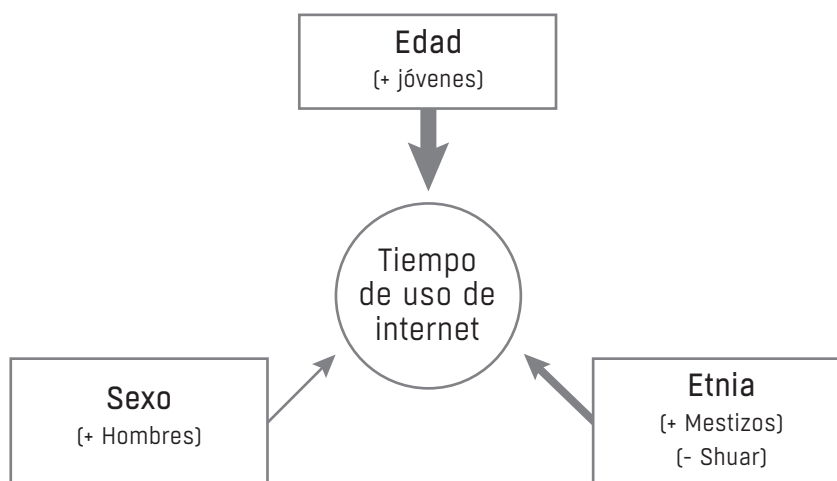 Edad
(+ jóvenes)
Tiempo
de uso de
internet
Sexo
(+ Hombres)
Etnia
(+ Mestizos)
(- Shuar)